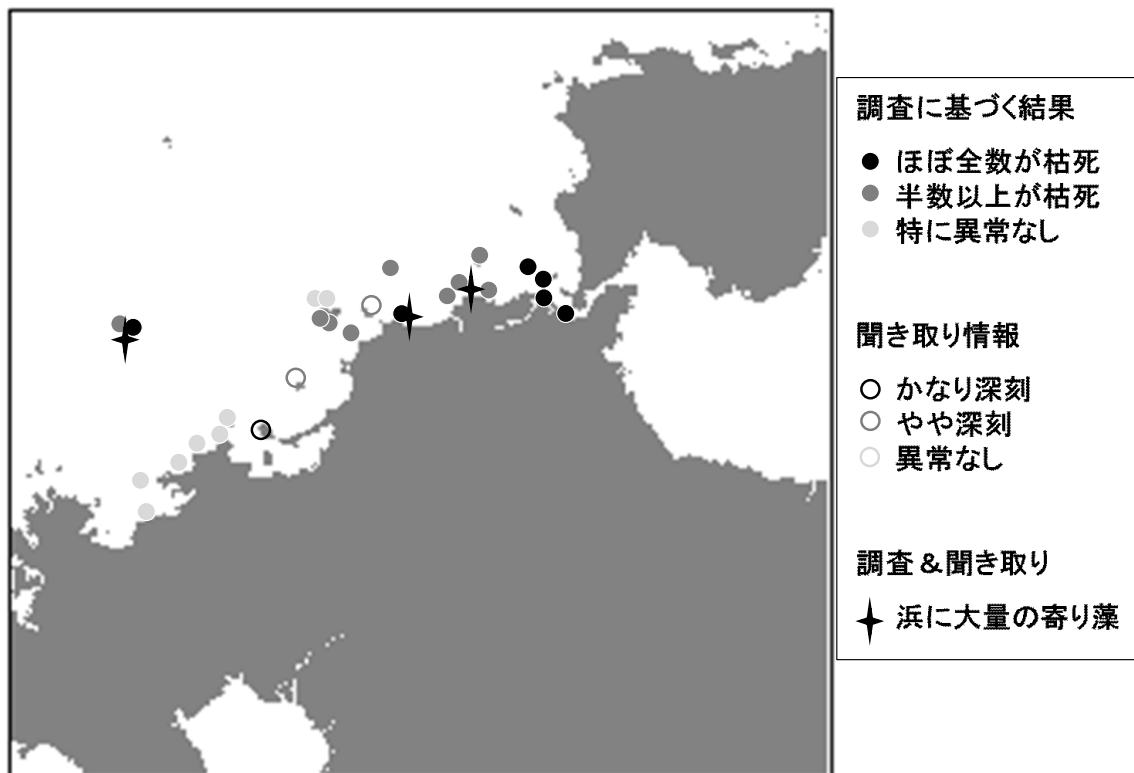 調査に基づく結果
ほぼ全数が枯死
半数以上が枯死
特に異常なし
聞き取り情報
かなり深刻
やや深刻
異常なし
調査＆聞き取り
浜に大量の寄り藻